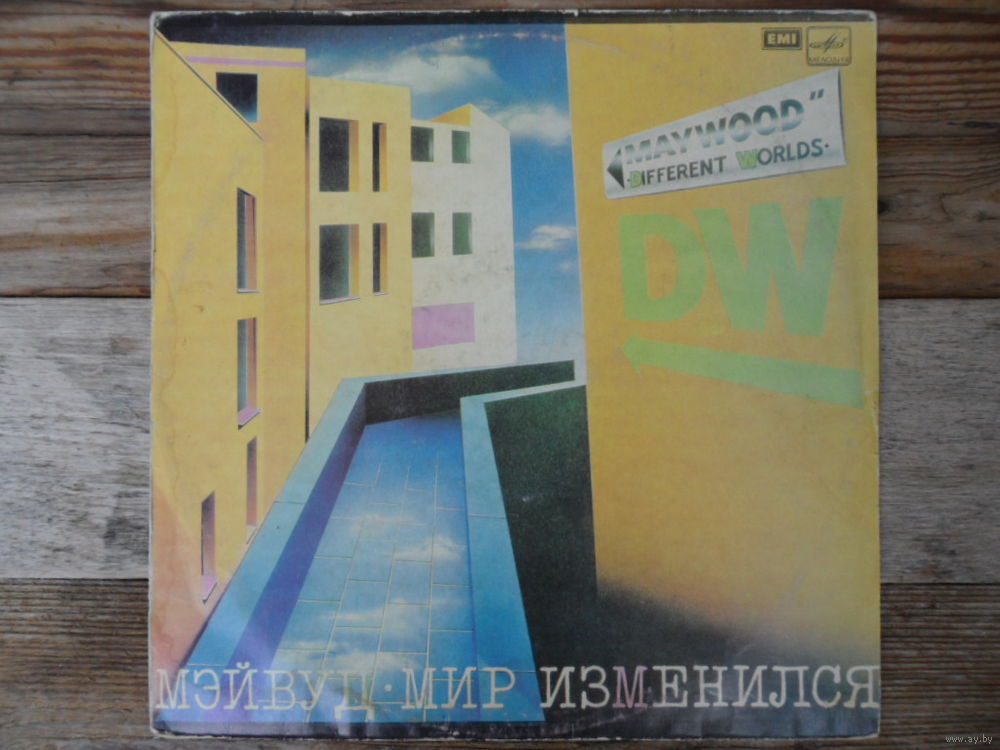 EMI
МЕЛОДИЯ
"MAYWOOD"
·DIFFERENT WORLDS·
DW
МЭЙВУД·МИР ИЗМЕНИЛСЯ
www.ay.by